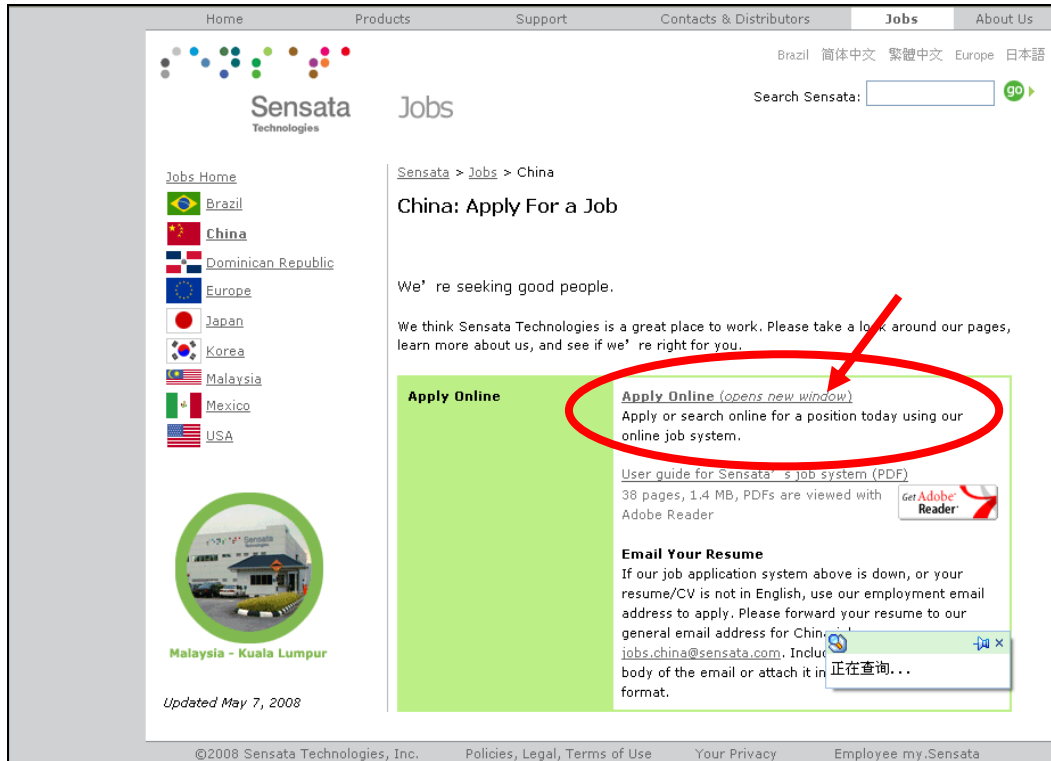 Home Products Support Contacts & Distributors Jobs About Us
Brazil 简体中文 繁體中文 Europe 日本語
Search Sensata: go
Sensata
Technologies
Jobs
Jobs Home
Brazil
China
Dominican Republic
Europe
Japan
Korea
Malaysia
Mexico
USA
Sensata
Technologies
Malaysia - Kuala Lumpur
Updated May 7, 2008
Sensata > Jobs > China
China: Apply For a Job
We’re seeking good people.
We think Sensata Technologies is a great place to work. Please take a look around our pages,
learn more about us, and see if we’re right for you.
Apply Online
Apply Online (opens new window)
Apply or search online for a position today using our
online job system.
User guide for Sensata’s job system (PDF)
38 pages, 1.4 MB, PDFs are viewed with
Adobe Reader
Get Adobe
Reader
Email Your Resume
If our job application system above is down, or your
resume/CV is not in English, use our employment email
address to apply. Please forward your resume to our
general email address for China
jobs.china@sensata.com. Inclu
body of the email or attach it in
format.
正在查询...
©2008 Sensata Technologies, Inc. Policies, Legal, Terms of Use Your Privacy Employee my.Sensata